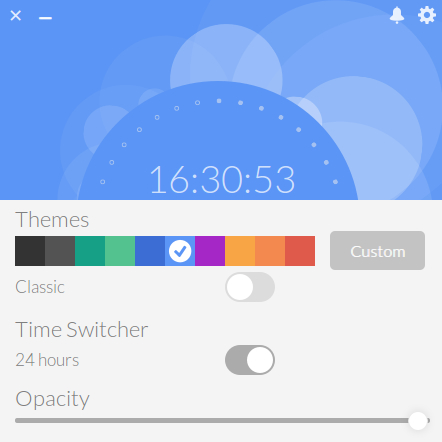 16:30:53
Themes
Custom
Classic
Time Switcher
24 hours
Opacity